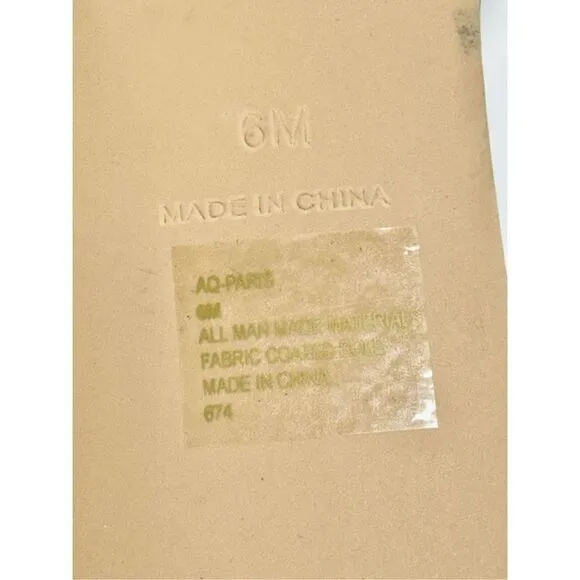 6M
MADE IN CHINA
AQ-PARIS
6M
ALL MAN MADE MATERIAL
FABRIC COATED SOLE
MADE IN CHINA
674